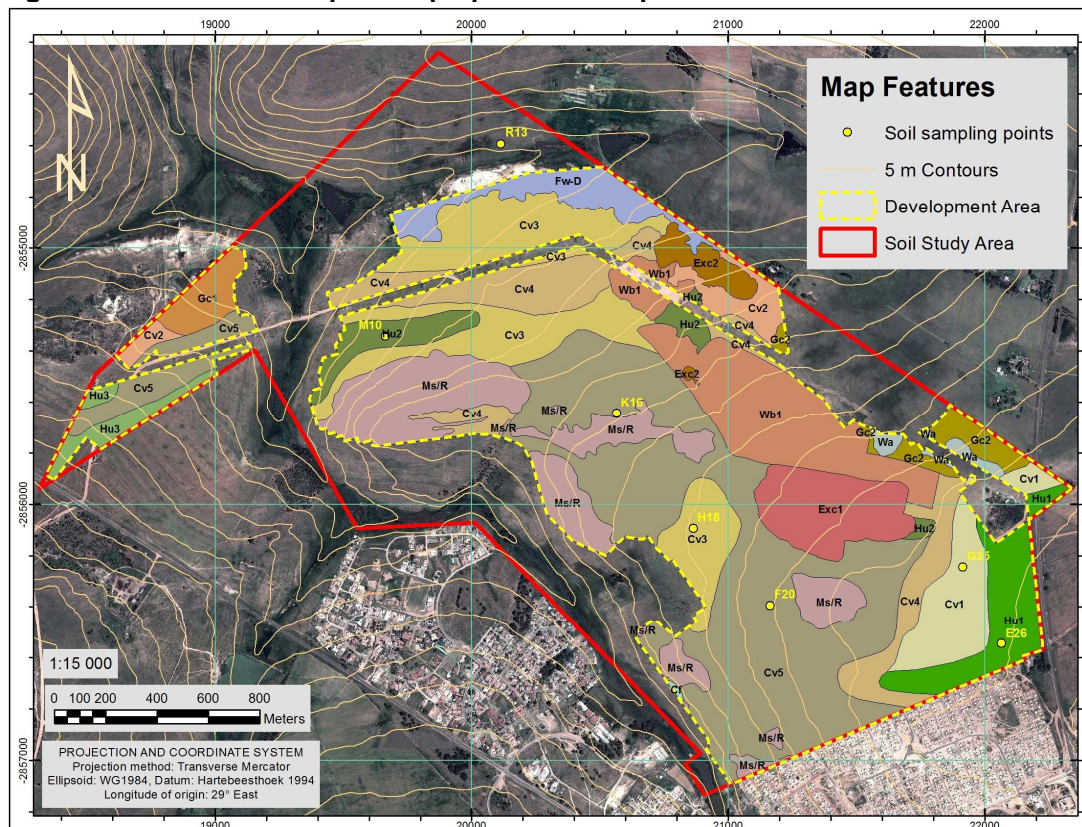 19000 20000 21000 22000
Map Features
Soil sampling points
5 m Contours
Development Area
Soil Study Area
N
R13
Fw-D
-2855000
-2855000
Cv3
Cv4
Cv3
Exc2
Wb1
Gc1
Cv4
Cv4
Wb1
Hu2
Cv2
Cv5
M10
Hu2
Cv2
Cv3
Hu2
Cv4
Cv4
Gc2
Exc2
Hu3
Cv5
Ms/R
K16
Wb1
Hu3
Cv4
Ms/R
Ms/R
Ms/R
Gc2
Wa
Wa
Gc2
Gc2
Wa
Wa
Cv1
Hu1
-2856000
-2856000
Ms/R
Exc1
H18
Cv3
Hu2
G25
F20
Ms/R
Cv4
Cv1
Hu1
E26
Ms/R
Ms/R
Cf
Cv5
Ms/R
Ms/R
1:15 000
0 100 200 400 600 800
Meters
PROJECTION AND COORDINATE SYSTEM
Projection method: Transverse Mercator
Ellipsoid: WG1984, Datum: Hartebeesthoek 1994
Longitude of origin: 29° East
-2857000
-2857000
19000 20000 21000 22000